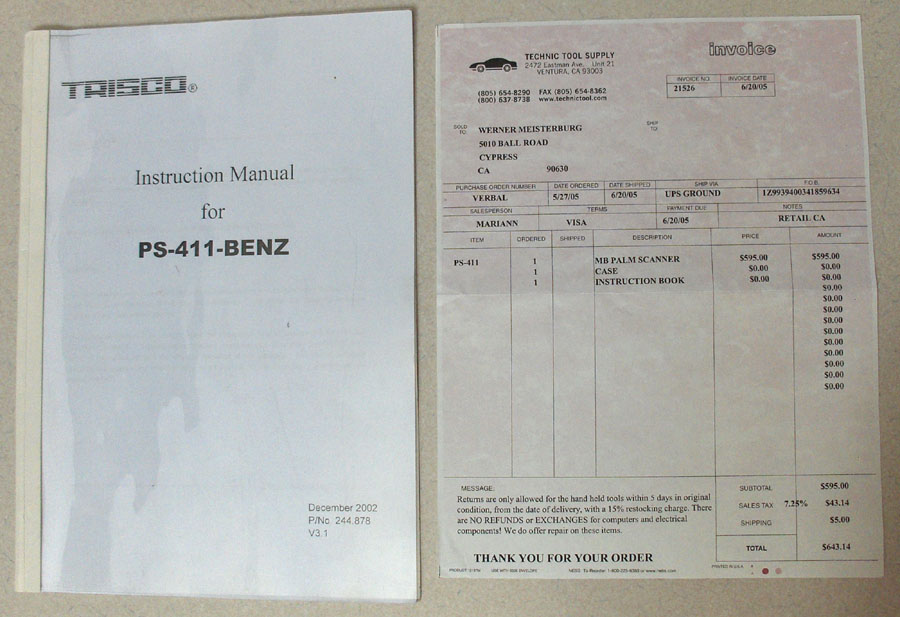 TRISCO®
Instruction Manual
for
PS-411-BENZ
December 2002
P/No. 244.878
V3.1
TECHNIC TOOL SUPPLY
2472 Eastman Ave. Unit 21
VENTURA, CA 93003
(805) 654-8290 FAX (805) 654-8362
(800) 637-8738 www.technictool.com
invoice
INVOICE NO. INVOICE DATE
21526 6/20/05
SOLD TO:
WERNER MEISTERBURG
5010 BALL ROAD
CYPRESS
CA 90630
SHIP TO:
PURCHASE ORDER NUMBER DATE ORDERED DATE SHIPPED SHIP VIA F.O.B.
VERBAL 5/27/05 6/20/05 UPS GROUND 1Z9939400341859634
SALESPERSON TERMS PAYMENT DUE NOTES
MARIANN VISA 6/20/05 RETAIL CA
ITEM ORDERED SHIPPED DESCRIPTION PRICE AMOUNT
PS-411 1 MB PALM SCANNER $595.00 $595.00
1 CASE $0.00 $0.00
1 INSTRUCTION BOOK $0.00 $0.00
$0.00
$0.00
$0.00
$0.00
$0.00
$0.00
$0.00
$0.00
$0.00
$0.00
MESSAGE:
Returns are only allowed for the hand held tools within 5 days in original
condition, from the date of delivery, with a 15% restocking charge. There
are NO REFUNDS or EXCHANGES for computers and electrical
components! We do offer repair on these items.
THANK YOU FOR YOUR ORDER
SUBTOTAL $595.00
SALES TAX 7.25% $43.14
SHIPPING $5.00
TOTAL $643.14